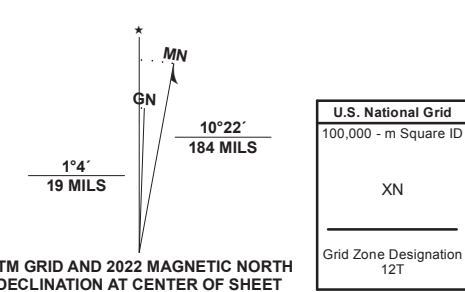 ★
MN
GN
10°22´
184 MILS
1°4´
19 MILS
TM GRID AND 2022 MAGNETIC NORTH
DECLINATION AT CENTER OF SHEET
U.S. National Grid
100,000 - m Square ID
XN
Grid Zone Designation
12T